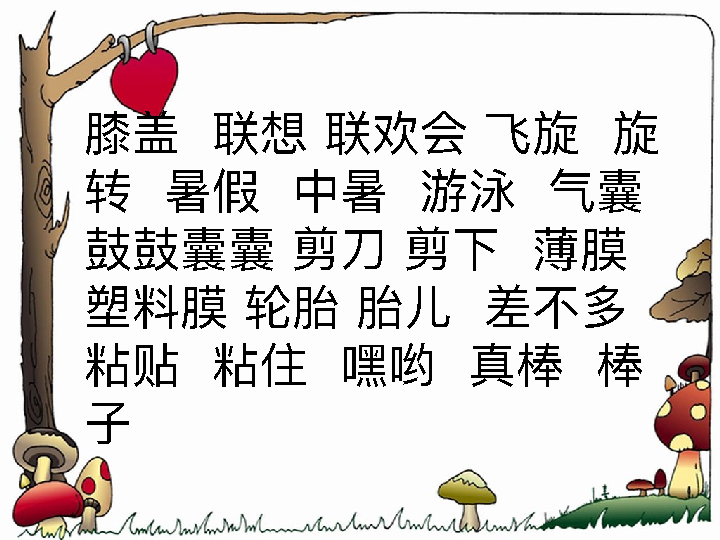 膝盖 联想 联欢会 飞旋 旋
转 暑假 中暑 游泳 气囊
鼓鼓囊囊 剪刀 剪下 薄膜
塑料膜 轮胎 胎儿 差不多
粘贴 粘住 嘿哟 真棒 棒
子